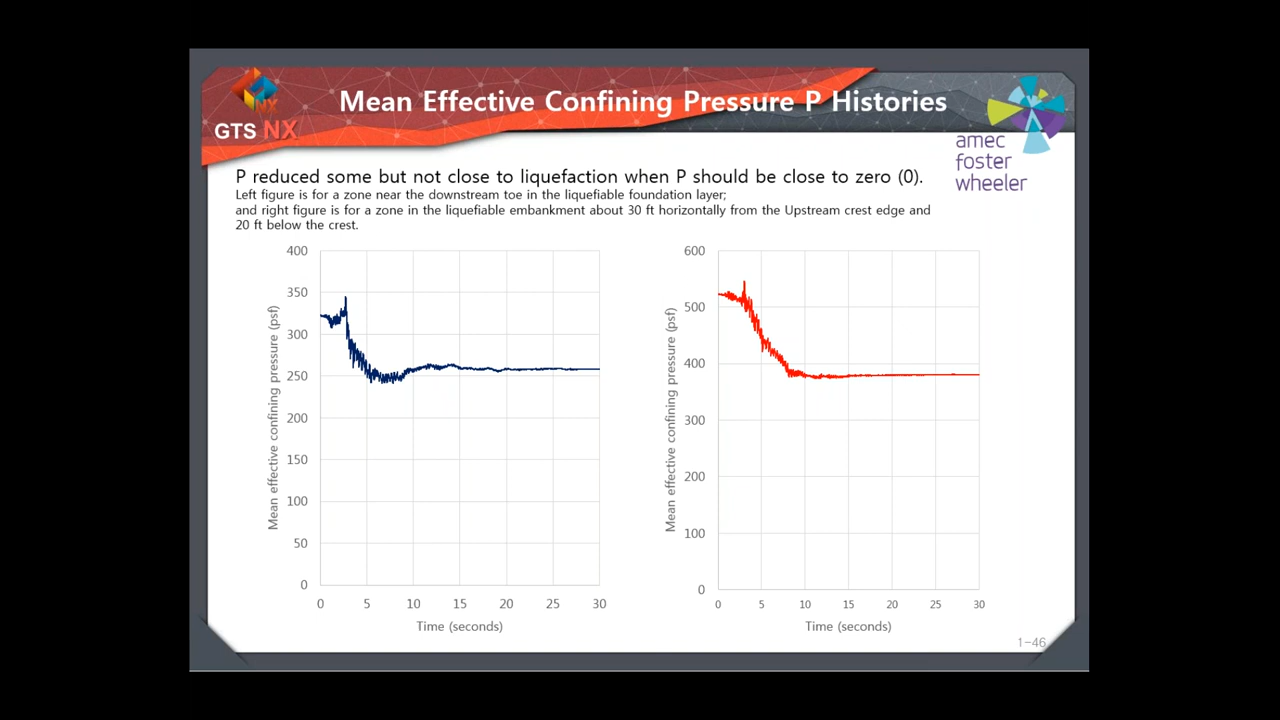 Mean Effective Confining Pressure P Histories
NX
GTS NX
amec
foster
wheeler
P reduced some but not close to liquefaction when P should be close to zero (0).
Left figure is for a zone near the downstream toe in the liquefiable foundation layer;
and right figure is for a zone in the liquefiable embankment about 30 ft horizontally from the Upstream crest edge and
20 ft below the crest.
Mean effective confining pressure (psf)
400
350
300
250
200
150
100
50
0
0 5 10 15 20 25 30
Time (seconds)
Mean effective confining pressure (psf)
600
500
400
300
200
100
0
0 5 10 15 20 25 30
Time (seconds)
1-46